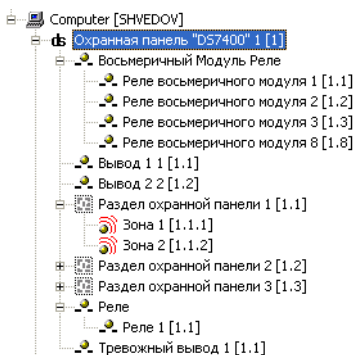 Computer [SHVEDOV]
ds Охранная панель "DS7400" 1 [1]
Восьмеричный Модуль Реле
Реле восьмеричного модуля 1 [1.1]
Реле восьмеричного модуля 2 [1.2]
Реле восьмеричного модуля 3 [1.3]
Реле восьмеричного модуля 8 [1.8]
Вывод 1 1 [1.1]
Вывод 2 2 [1.2]
Раздел охранной панели 1 [1.1]
Зона 1 [1.1.1]
Зона 2 [1.1.2]
Раздел охранной панели 2 [1.2]
Раздел охранной панели 3 [1.3]
Реле
Реле 1 [1.1]
Тревожный вывод 1 [1.1]